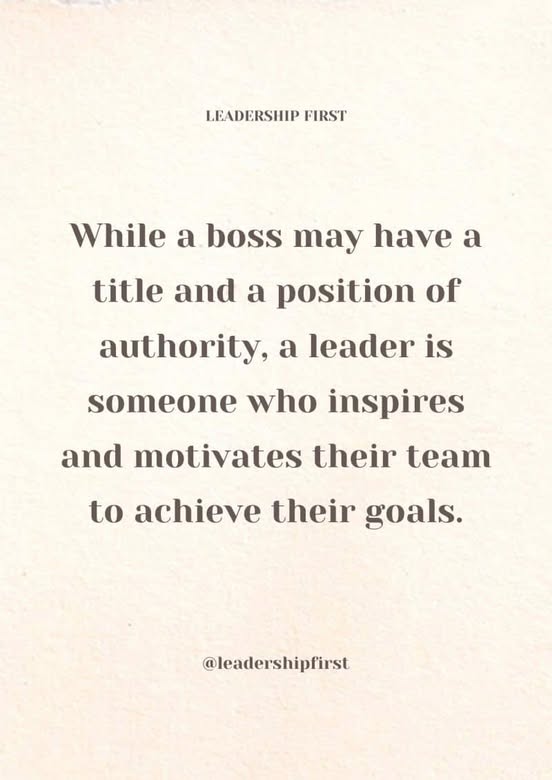 LEADERSHIP FIRST
While a boss may have a
title and a position of
authority, a leader is
someone who inspires
and motivates their team
to achieve their goals.
@leadershipfirst